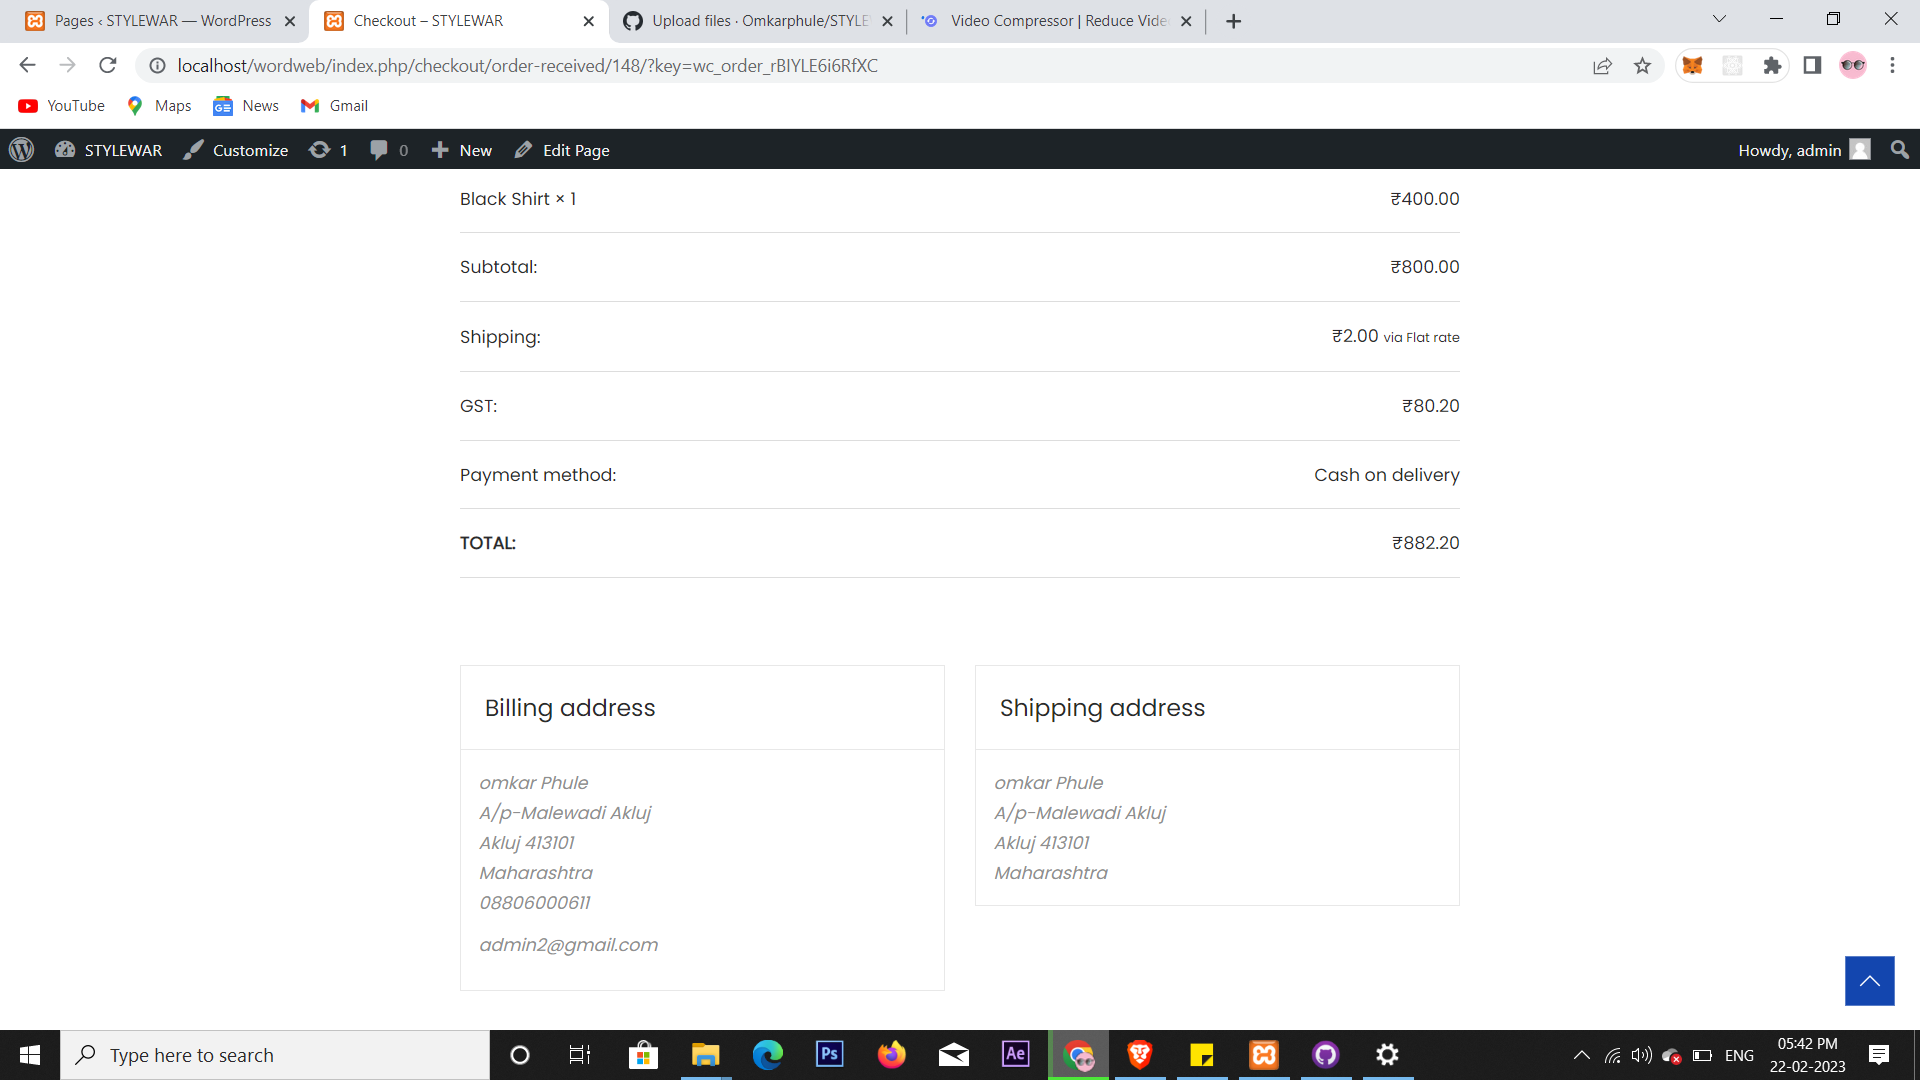 Pages ‹ STYLEWAR — WordPress
Checkout – STYLEWAR
Upload files · Omkarphule/STYLE
Video Compressor | Reduce Vide
localhost/wordweb/index.php/checkout/order-received/148/?key=wc_order_rBIYLE6i6RfXC
YouTube Maps News Gmail
STYLEWAR Customize 1 0 New Edit Page Howdy, admin
Black Shirt × 1 ₹400.00
Subtotal: ₹800.00
Shipping: ₹2.00 via Flat rate
GST: ₹80.20
Payment method: Cash on delivery
TOTAL: ₹882.20
Billing address
omkar Phule
A/p-Malewadi Akluj
Akluj 413101
Maharashtra
08806000611
admin2@gmail.com
Shipping address
omkar Phule
A/p-Malewadi Akluj
Akluj 413101
Maharashtra
Type here to search
Ps
Ae
ENG
05:42 PM
22-02-2023